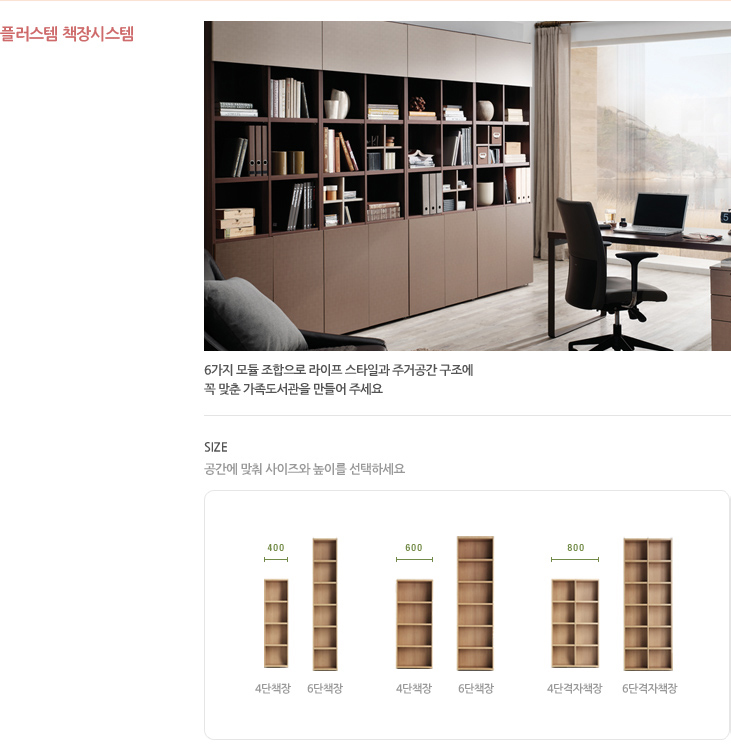 플러스템 책장시스템
6가지 모듈 조합으로 라이프 스타일과 주거공간 구조에
꼭 맞춘 가족도서관을 만들어 주세요
SIZE
공간에 맞춰 사이즈와 높이를 선택하세요
400
600
800
4단책장
6단책장
4단책장
6단책장
4단격자책장
6단격자책장